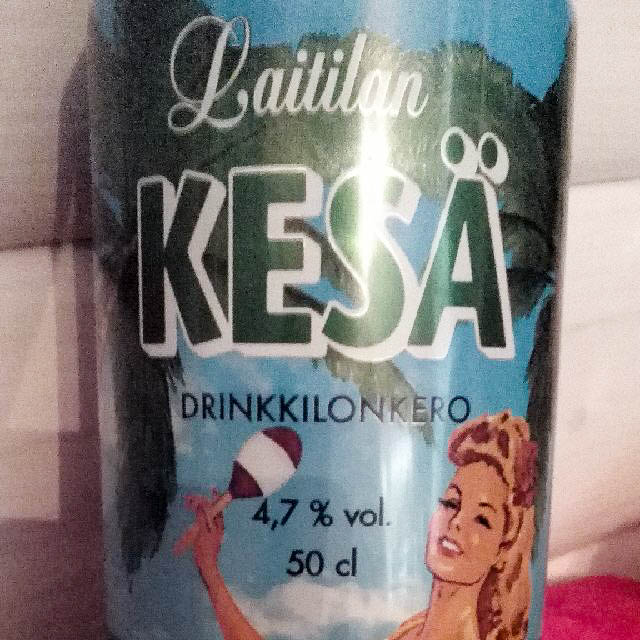 Laitilan
KESÄ
DRINKKILONKERO
4,7 % vol.
50 cl